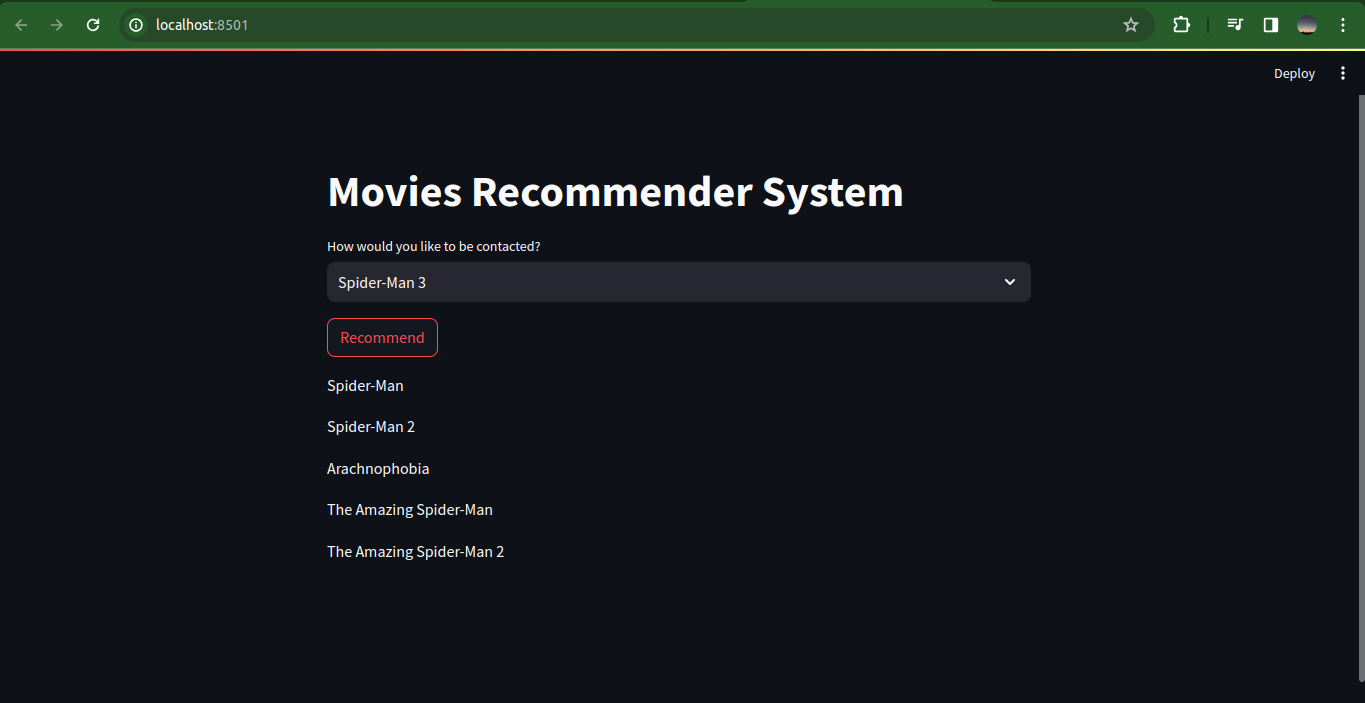 localhost:8501
Deploy
Movies Recommender System
How would you like to be contacted?
Spider-Man 3
Recommend
Spider-Man
Spider-Man 2
Arachnophobia
The Amazing Spider-Man
The Amazing Spider-Man 2